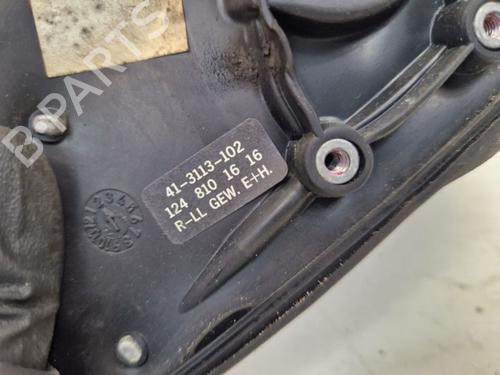 B-PARTS
41-3113-102
124 810 16 16
R-LL GEW. E+H.